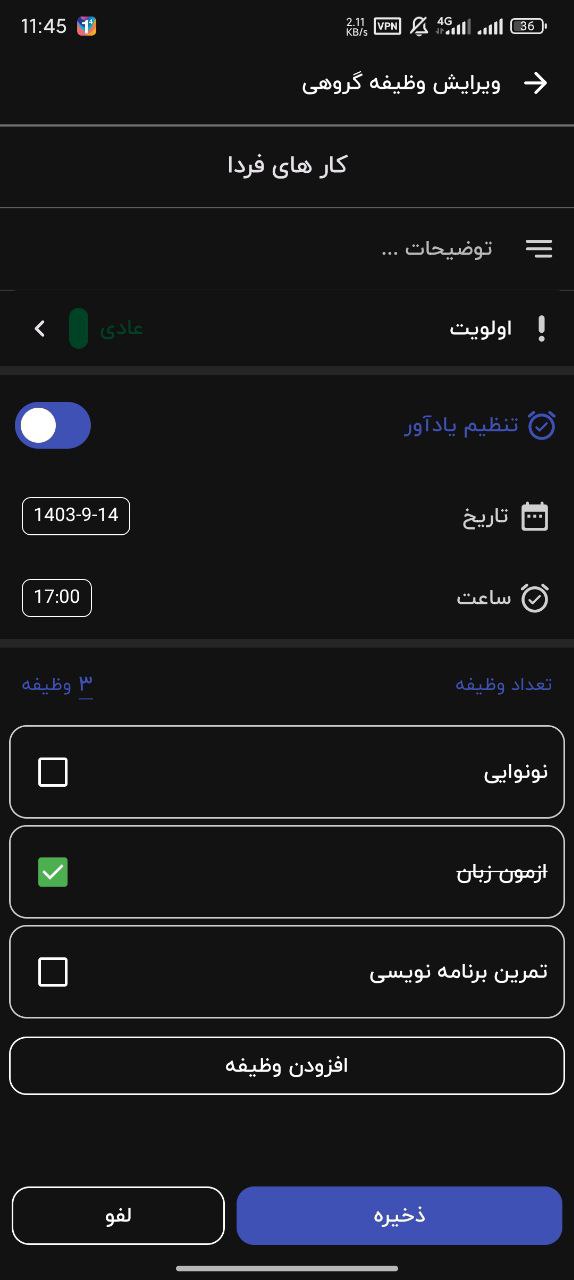 11:45
2.11 KB/s VPN 4G 36
ویرایش وظیفه گروهی
کار های فردا
توضیحات ...
اولویت عادی
تنظیم یادآور
تاریخ 1403-9-14
ساعت 17:00
تعداد وظیفه ۳ وظیفه
نونوایی
ازمون زبان
تمرین برنامه نویسی
افزودن وظیفه
ذخیره لفو